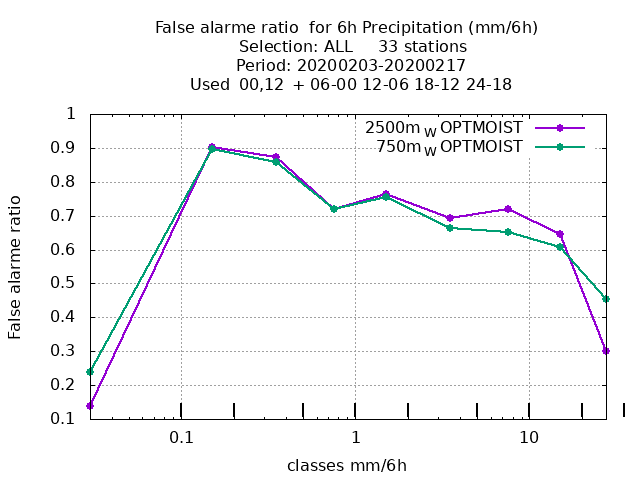 False alarme ratio  for 6h Precipitation (mm/6h)
Selection: ALL     33 stations
Period: 20200203-20200217
Used  00,12  + 06-00 12-06 18-12 24-18
2500m W OPTMOIST
750m W OPTMOIST
1
0.9
0.8
0.7
0.6
0.5
0.4
0.3
0.2
0.1
False alarme ratio
0.1 1 10
classes mm/6h